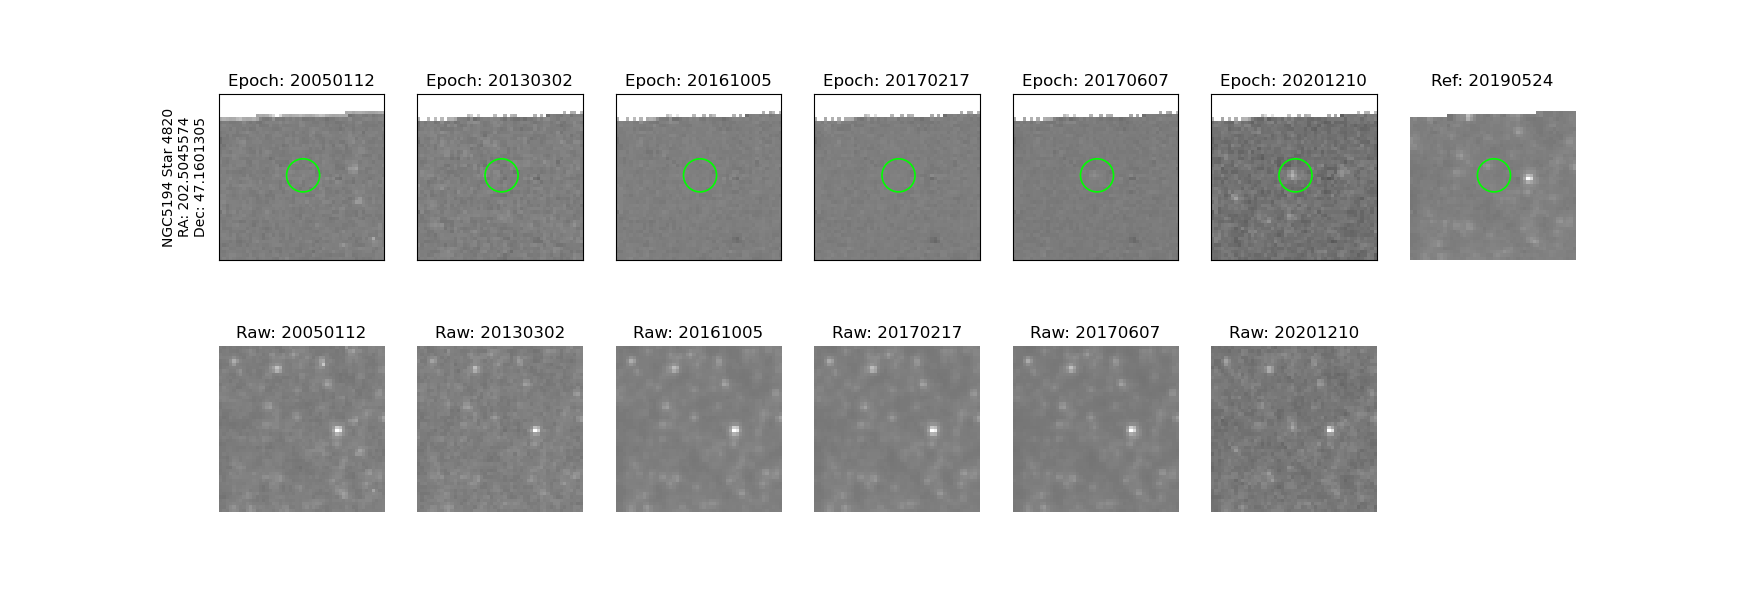 Epoch: 20050112
Epoch: 20130302
Epoch: 20161005
Epoch: 20170217
Epoch: 20170607
Epoch: 20201210
Ref: 20190524
NGC5194 Star 4820
RA: 202.5045574
Dec: 47.1601305
Raw: 20050112
Raw: 20130302
Raw: 20161005
Raw: 20170217
Raw: 20170607
Raw: 20201210